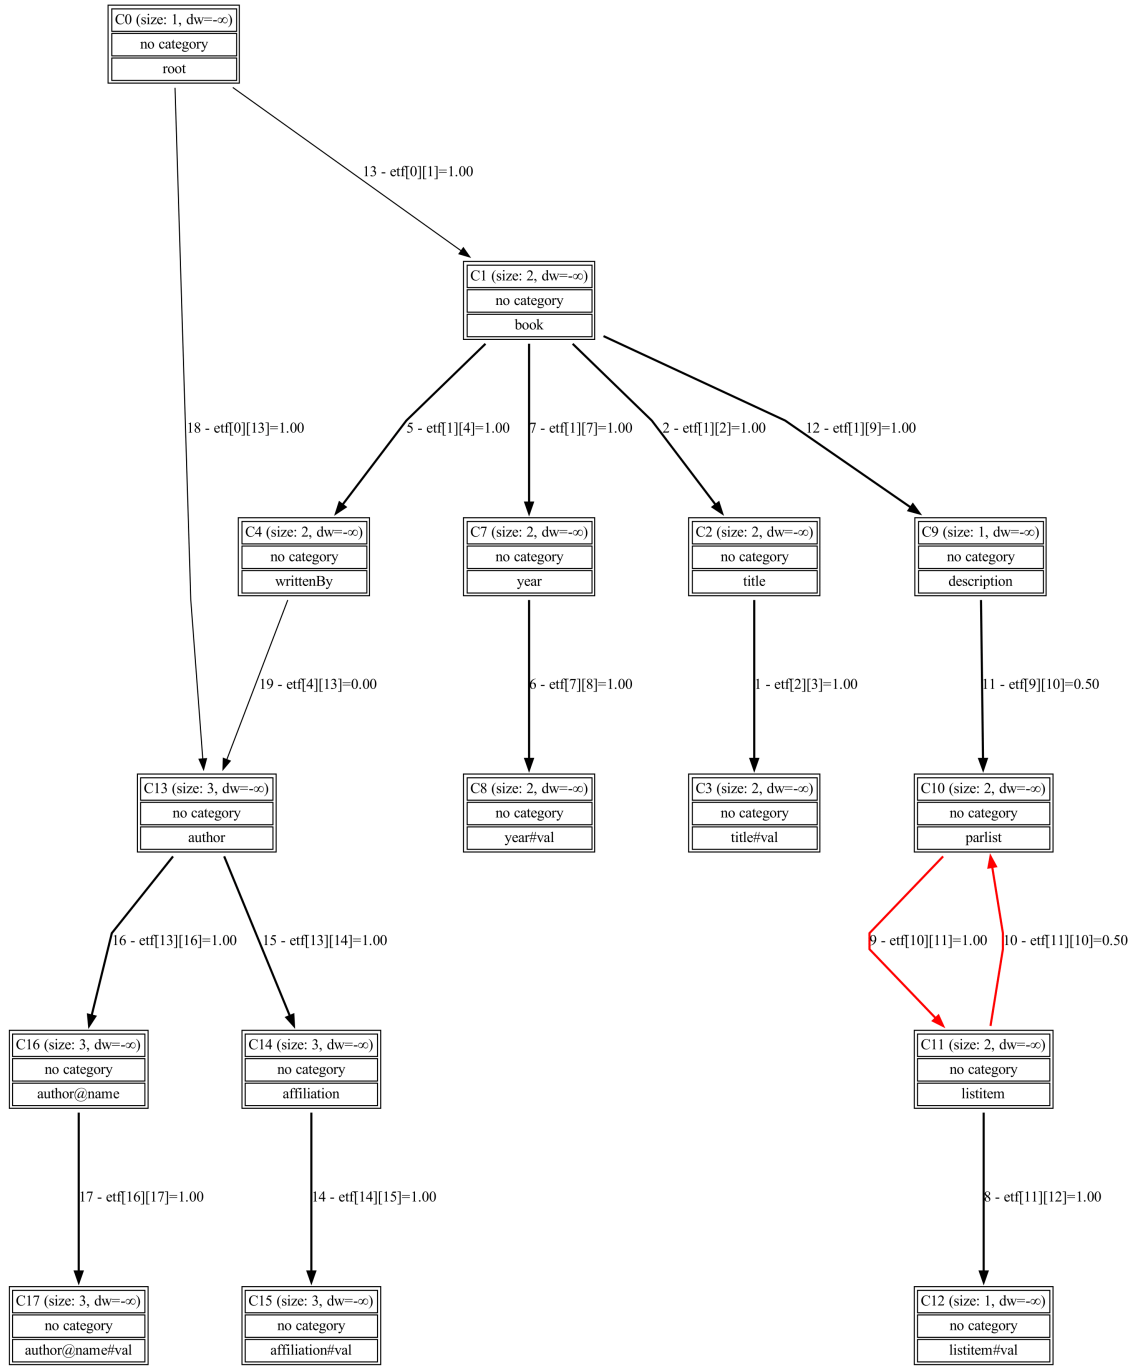 C0 (size: 1, dw=-∞)
no category
root
13 - etf[0][1]=1.00
C1 (size: 2, dw=-∞)
no category
book
18 - etf[0][13]=1.00
5 - etf[1][4]=1.00
7 - etf[1][7]=1.00
2 - etf[1][2]=1.00
12 - etf[1][9]=1.00
C4 (size: 2, dw=-∞)
no category
writtenBy
C7 (size: 2, dw=-∞)
no category
year
C2 (size: 2, dw=-∞)
no category
title
C9 (size: 1, dw=-∞)
no category
description
19 - etf[4][13]=0.00
6 - etf[7][8]=1.00
1 - etf[2][3]=1.00
11 - etf[9][10]=0.50
C13 (size: 3, dw=-∞)
no category
author
C8 (size: 2, dw=-∞)
no category
year#val
C3 (size: 2, dw=-∞)
no category
title#val
C10 (size: 2, dw=-∞)
no category
parlist
16 - etf[13][16]=1.00
15 - etf[13][14]=1.00
9 - etf[10][11]=1.00
10 - etf[11][10]=0.50
C16 (size: 3, dw=-∞)
no category
author@name
C14 (size: 3, dw=-∞)
no category
affiliation
C11 (size: 2, dw=-∞)
no category
listitem
17 - etf[16][17]=1.00
14 - etf[14][15]=1.00
8 - etf[11][12]=1.00
C17 (size: 3, dw=-∞)
no category
author@name#val
C15 (size: 3, dw=-∞)
no category
affiliation#val
C12 (size: 1, dw=-∞)
no category
listitem#val